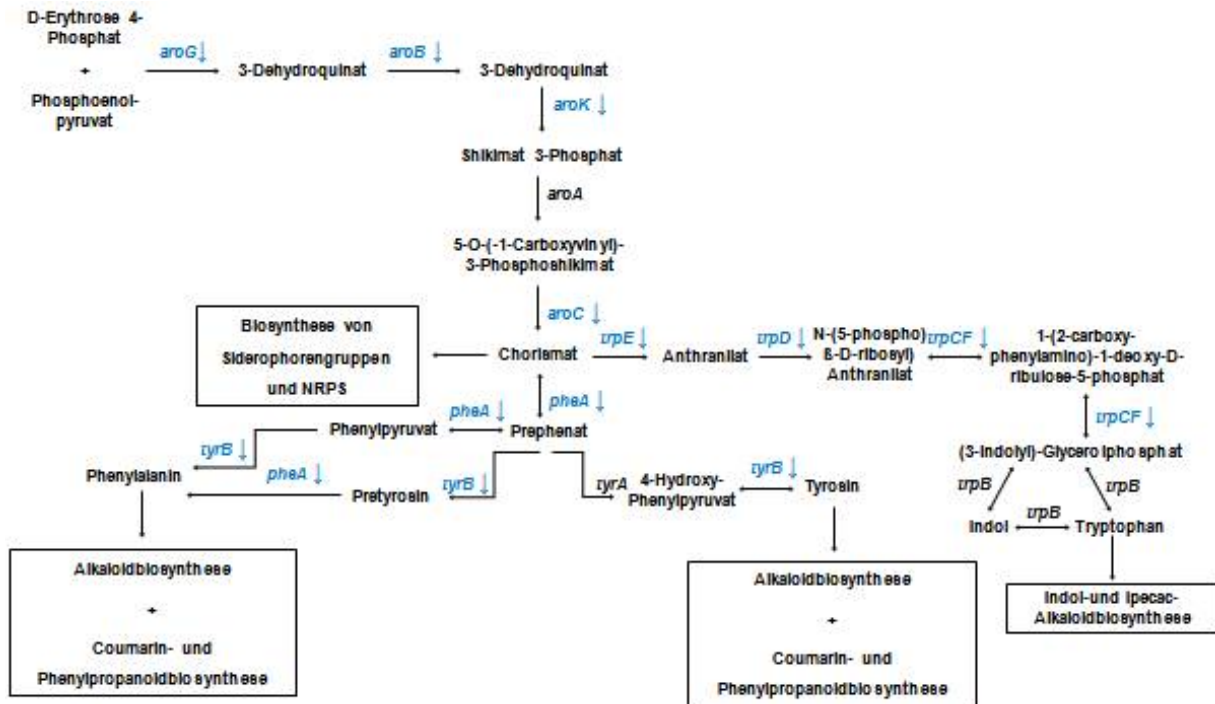 D-Erythrose 4-
Phosphat
+
Phosphoenol-
pyruvat
aroG↓
3-Dehydroquinat
aroB ↓
3-Dehydroquinat
aroK ↓
Shikimat 3-Phosphat
aroA
5-O-(-1-Carboxyvinyl)-
3-Phosphoshikimat
aroC ↓
Biosynthese von
Siderophorengruppen
und NRPS
Chorismat
trpE ↓
Anthranilat
trpD ↓
N-(5-phospho)
ß-D-ribosyl)
Anthranilat
trpCF ↓
1-(2-carboxy-
phenylamino)-1-deoxy-D-
ribulose-5-phosphat
pheA ↓
trpCF ↓
Phenylpyruvat
pheA ↓
Prephenat
(3-Indolyl)-Glycerolphosphat
tyrB ↓
Phenylalanin
pheA ↓
Pretyrosin
tyrB ↓
tyrA
4-Hydroxy-
Phenylpyruvat
tyrB ↓
Tyrosin
trpB
trpB
Indol
trpB
Tryptophan
Alkaloidbiosynthese
+
Coumarin- und
Phenylpropanoidbiosynthese
Alkaloidbiosynthese
+
Coumarin- und
Phenylpropanoidbiosynthese
Indol-und Ipecac-
Alkaloidbiosynthese